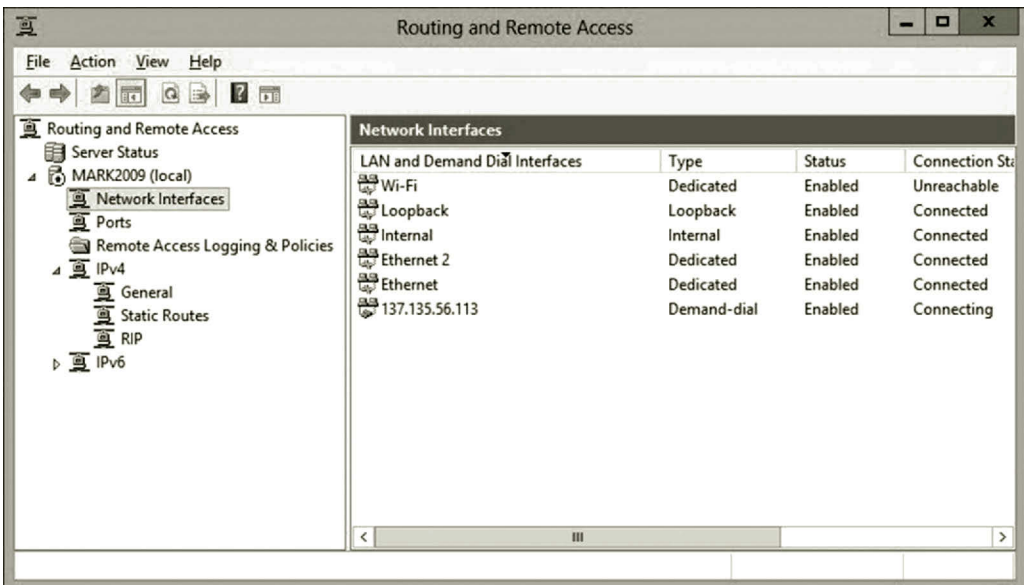 Routing and Remote Access
File Action View Help
Routing and Remote Access
Server Status
MARK2009 (local)
Network Interfaces
Ports
Remote Access Logging & Policies
IPv4
General
Static Routes
RIP
IPv6
Network Interfaces
LAN and Demand Dial Interfaces Type Status Connection Sta
Wi-Fi Dedicated Enabled Unreachable
Loopback Loopback Enabled Connected
Internal Internal Enabled Connected
Ethernet 2 Dedicated Enabled Connected
Ethernet Dedicated Enabled Connected
137.135.56.113 Demand-dial Enabled Connecting